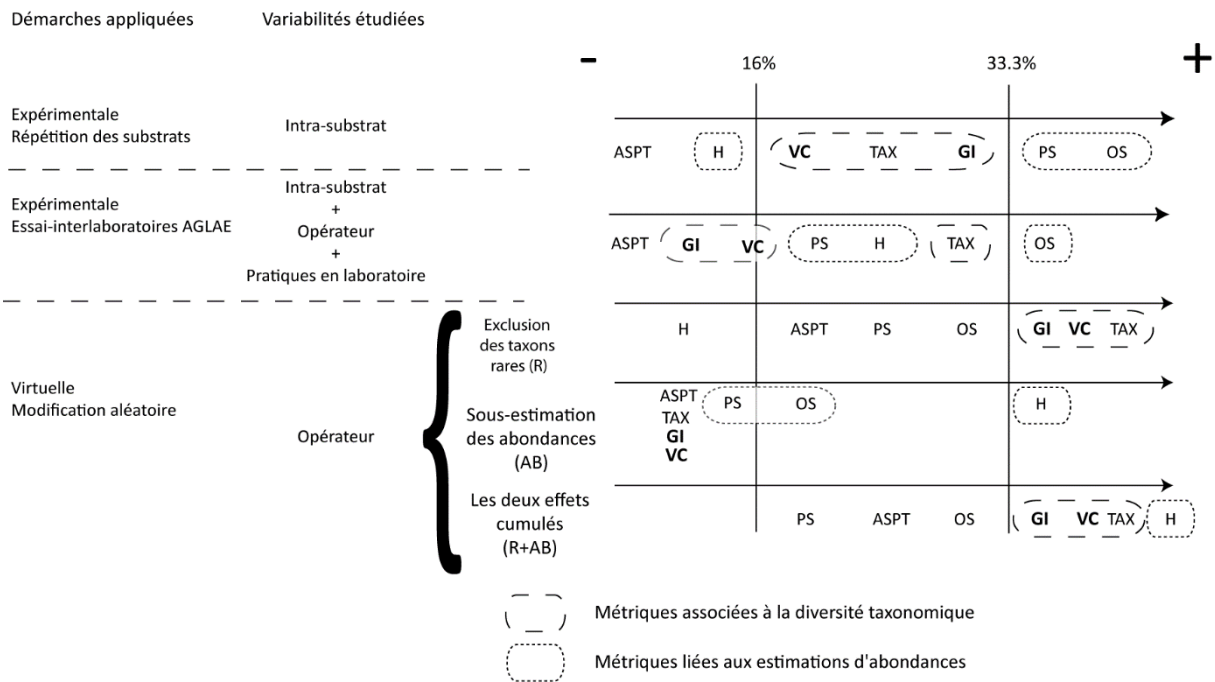 Démarches appliquées
Variabilités étudiées
-
16%
33.3%
+
Expérimentale
Répétition des substrats
Intra-substrat
ASPT H VC TAX GI PS OS
Expérimentale
Essai-interlaboratoires AGLAE
Intra-substrat
+
Opérateur
+
Pratiques en laboratoire
ASPT GI VC PS H TAX OS
Virtuelle
Modification aléatoire
Opérateur
{
Exclusion
des taxons
rares (R)
H ASPT PS OS GI VC TAX
Sous-estimation
des abondances
(AB)
ASPT PS OS H
TAX
GI
VC
Les deux effets
cumulés
(R+AB)
PS ASPT OS GI VC TAX H
Métriques associées à la diversité taxonomique
Métriques liées aux estimations d'abondances